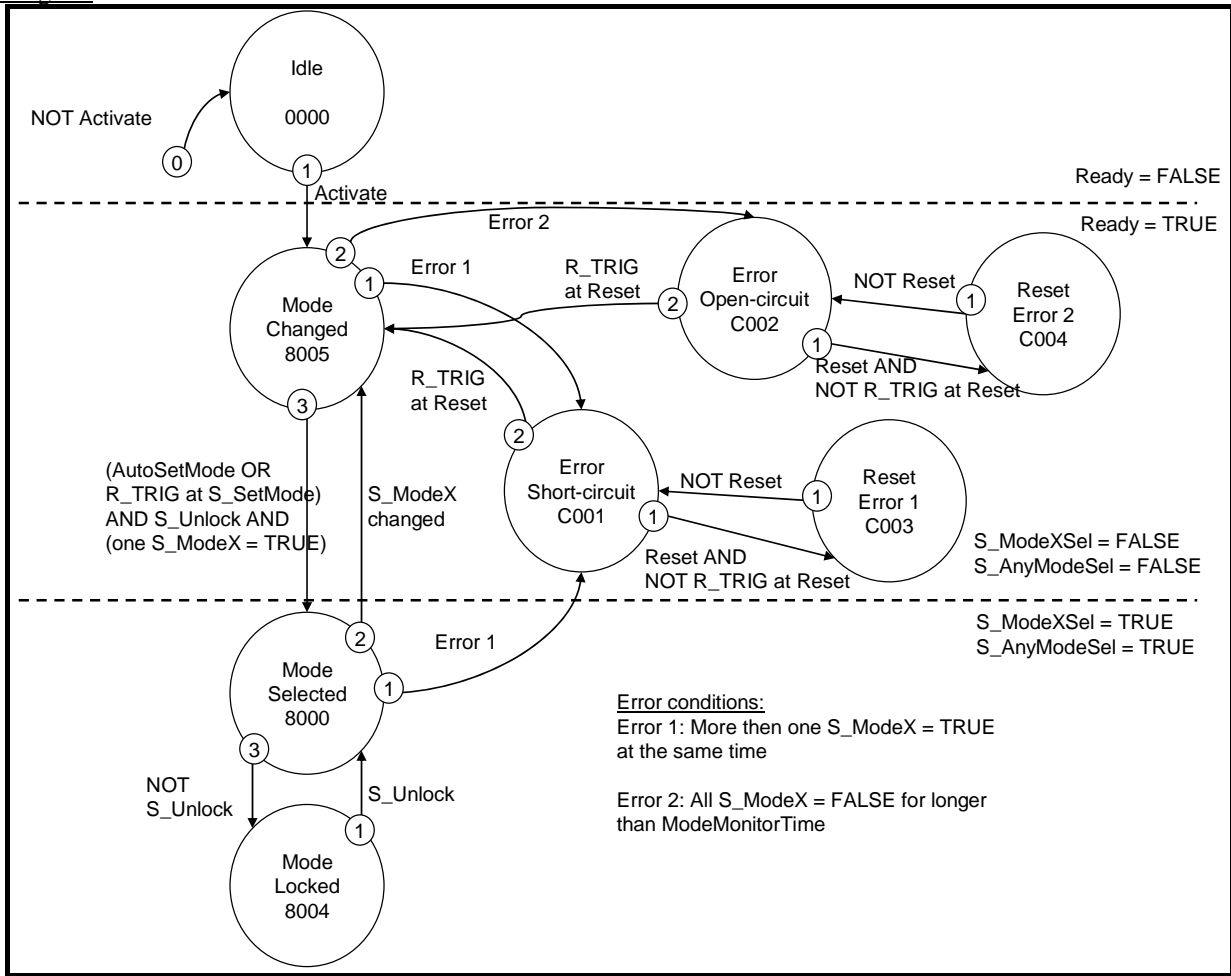 Idle
0000
NOT Activate
0
1
Activate
Ready = FALSE
Ready = TRUE
2
Error 2
1
Error 1
Mode
Changed
8005
3
R_TRIG
at Reset
2
Error
Open-circuit
C002
1
NOT Reset
1
Reset
Error 2
C004
Reset AND
NOT R_TRIG at Reset
R_TRIG
at Reset
2
Error
Short-circuit
C001
1
NOT Reset
1
Reset
Error 1
C003
Reset AND
NOT R_TRIG at Reset
(AutoSetMode OR
R_TRIG at S_SetMode)
AND S_Unlock AND
(one S_ModeX = TRUE)
S_ModeX
changed
S_ModeXSel = FALSE
S_AnyModeSel = FALSE
S_ModeXSel = TRUE
S_AnyModeSel = TRUE
Mode
Selected
8000
2
1
Error 1
3
NOT
S_Unlock
S_Unlock
1
Mode
Locked
8004
Error conditions:
Error 1: More then one S_ModeX = TRUE
at the same time
Error 2: All S_ModeX = FALSE for longer
than ModeMonitorTime